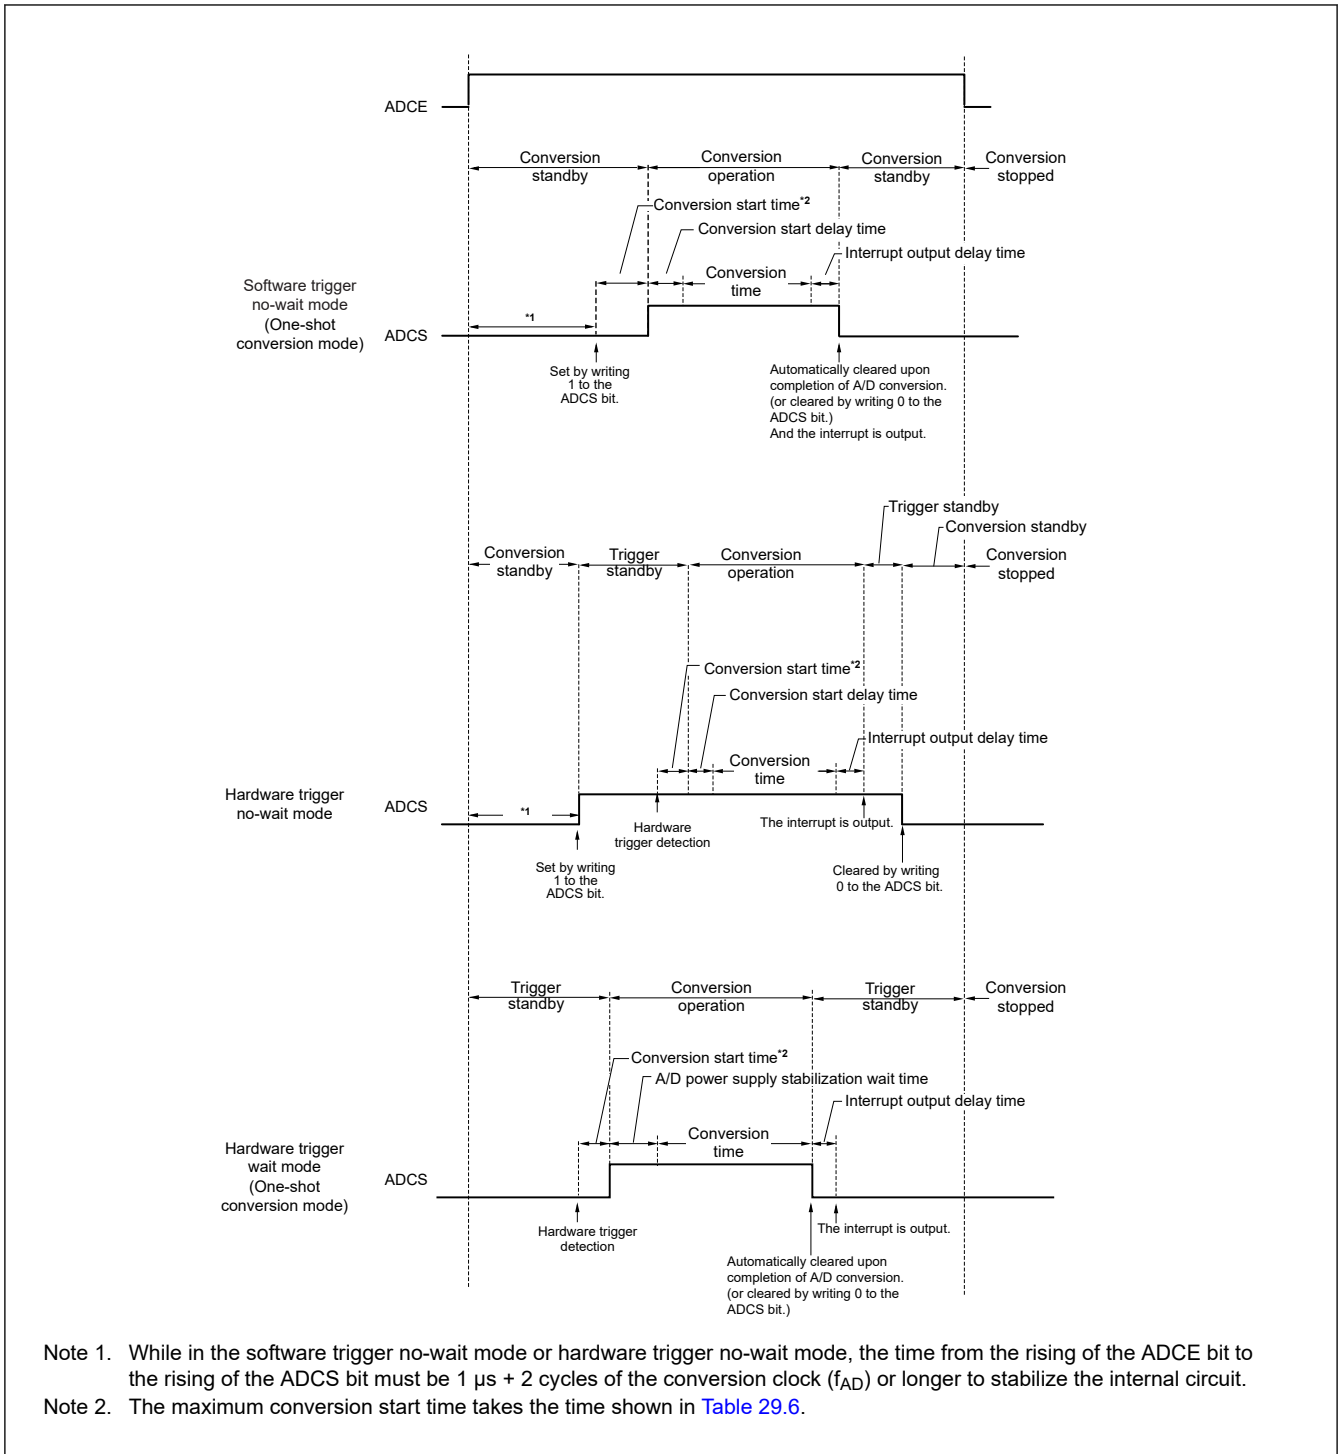 ADCE
Conversion
standby
Conversion
operation
Conversion
standby
Conversion
stopped
Conversion start time*2
Conversion start delay time
Interrupt output delay time
Conversion
time
Software trigger
no-wait mode
(One-shot
conversion mode)
ADCS
*1
Set by writing
1 to the
ADCS bit.
Automatically cleared upon
completion of A/D conversion.
(or cleared by writing 0 to the
ADCS bit.)
And the interrupt is output.
Trigger standby
Conversion standby
Conversion
standby
Trigger
standby
Conversion
operation
Conversion
stopped
Conversion start time*2
Conversion start delay time
Interrupt output delay time
Conversion
time
Hardware trigger
no-wait mode
ADCS
*1
Hardware
trigger detection
The interrupt is output.
Set by writing
1 to the
ADCS bit.
Cleared by writing
0 to the ADCS bit.
Trigger
standby
Conversion
operation
Trigger
standby
Conversion
stopped
Conversion start time*2
A/D power supply stabilization wait time
Interrupt output delay time
Conversion
time
Hardware trigger
wait mode
(One-shot
conversion mode)
ADCS
Hardware trigger
detection
The interrupt is output.
Automatically cleared upon
completion of A/D conversion.
(or cleared by writing 0 to the
ADCS bit.)
Note 1. While in the software trigger no-wait mode or hardware trigger no-wait mode, the time from the rising of the ADCE bit to
the rising of the ADCS bit must be 1 µs + 2 cycles of the conversion clock (fAD) or longer to stabilize the internal circuit.
Note 2. The maximum conversion start time takes the time shown in Table 29.6.